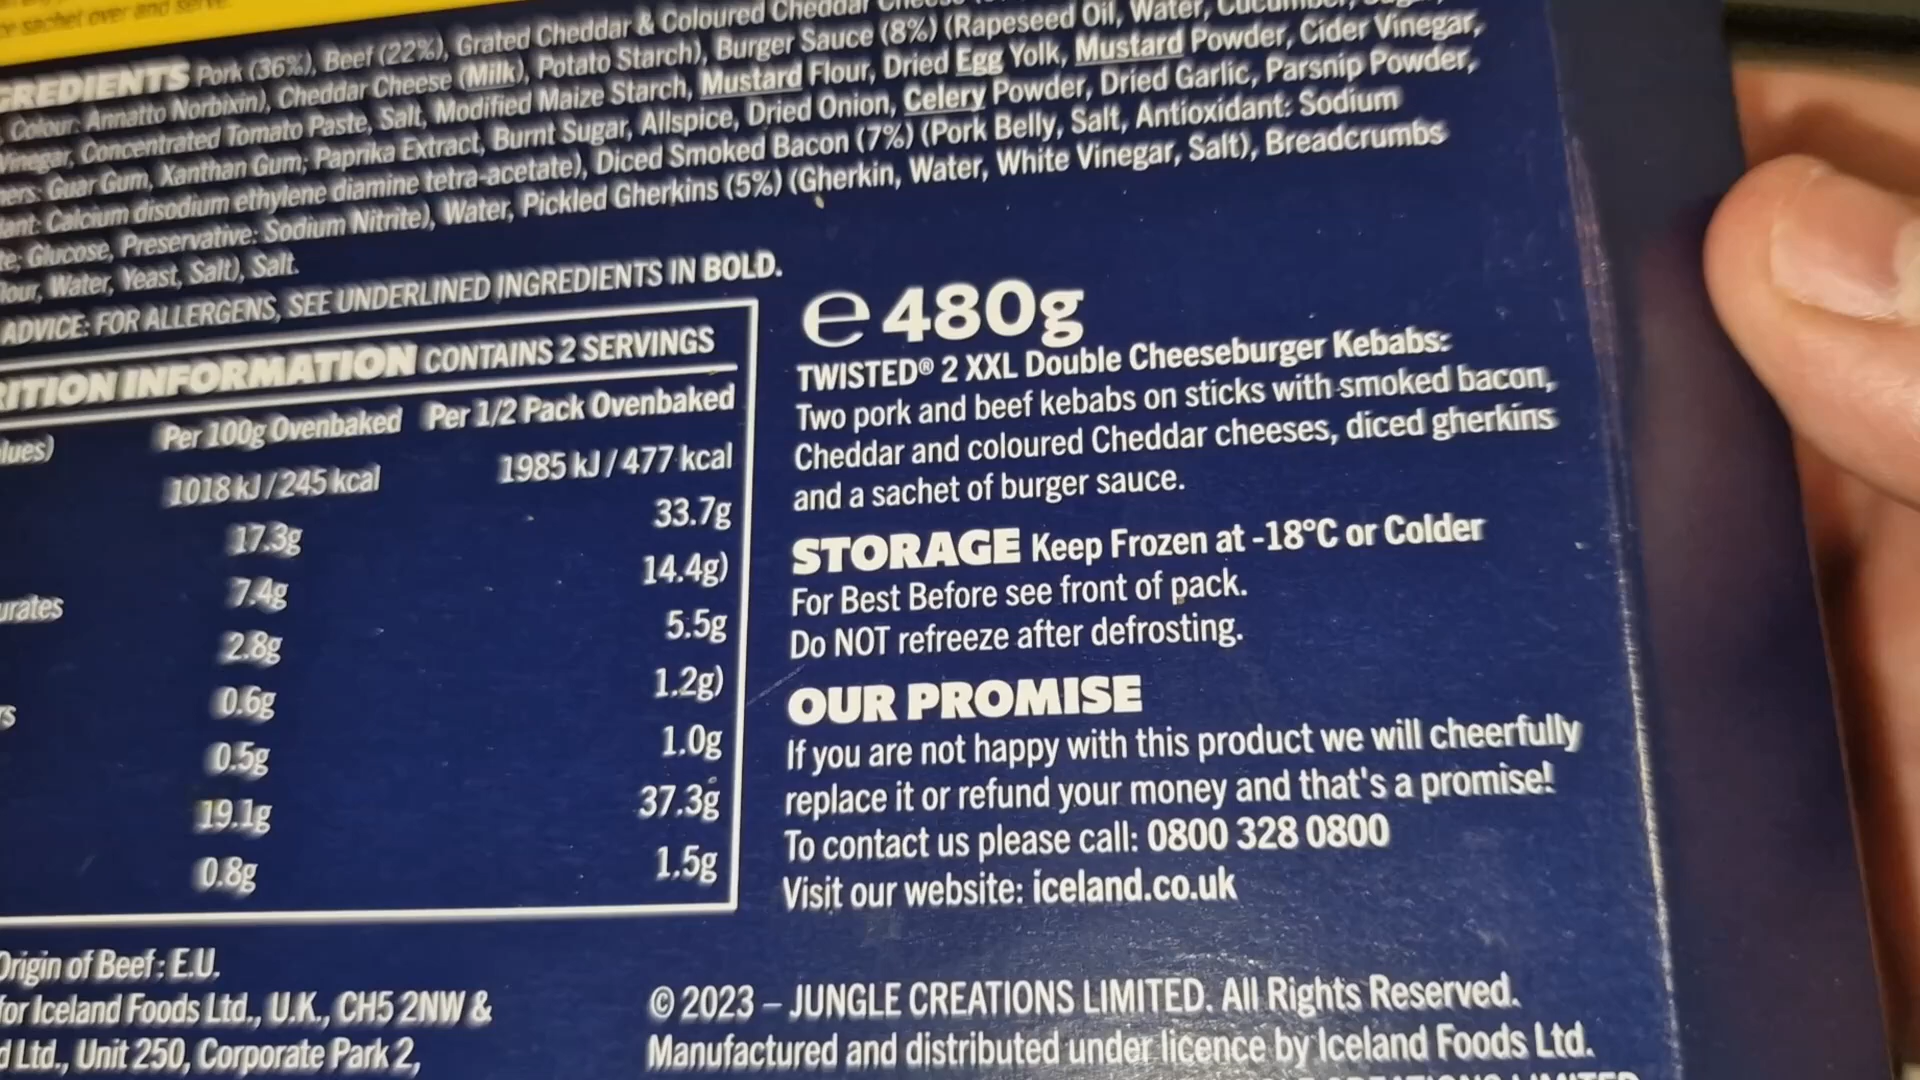 sachet over and serve.
REDIENTS Pork (36%), Beef (22%), Grated Cheddar & Coloured Cheddar
Colour: Annatto Norbixin), Cheddar Cheese (Milk), Potato Starch), Burger Sauce (8%) (Rapeseed Oil, Water,
Vinegar, Concentrated Tomato Paste, Salt, Modified Maize Starch, Mustard Flour, Dried Egg Yolk, Mustard Powder, Cider Vinegar,
ners: Guar Gum, Xanthan Gum; Paprika Extract, Burnt Sugar, Allspice, Dried Onion, Celery Powder, Dried Garlic, Parsnip Powder,
dant: Calcium disodium ethylene diamine tetra-acetate), Diced Smoked Bacon (7%) (Pork Belly, Salt, Antioxidant: Sodium
te; Glucose, Preservative: Sodium Nitrite), Water, Pickled Gherkins (5%) (Gherkin, Water, White Vinegar, Salt), Breadcrumbs
lour, Water, Yeast, Salt), Salt.
ADVICE: FOR ALLERGENS, SEE UNDERLINED INGREDIENTS IN BOLD.
RITION INFORMATION CONTAINS 2 SERVINGS
lues) Per 100g Ovenbaked Per 1/2 Pack Ovenbaked
1018 kJ / 245 kcal 1985 kJ / 477 kcal
17.3g 33.7g
7.4g 14.4g)
urates 2.8g 5.5g
0.6g 1.2g)
rs 0.5g 1.0g
19.1g 37.3g
0.8g 1.5g
Origin of Beef: E.U.
for Iceland Foods Ltd., U.K., CH5 2NW &
d Ltd., Unit 250, Corporate Park 2,
℮ 480g
TWISTED® 2 XXL Double Cheeseburger Kebabs:
Two pork and beef kebabs on sticks with smoked bacon,
Cheddar and coloured Cheddar cheeses, diced gherkins
and a sachet of burger sauce.
STORAGE Keep Frozen at -18°C or Colder
For Best Before see front of pack.
Do NOT refreeze after defrosting.
OUR PROMISE
If you are not happy with this product we will cheerfully
replace it or refund your money and that's a promise!
To contact us please call: 0800 328 0800
Visit our website: iceland.co.uk
© 2023 – JUNGLE CREATIONS LIMITED. All Rights Reserved.
Manufactured and distributed under licence by Iceland Foods Ltd.